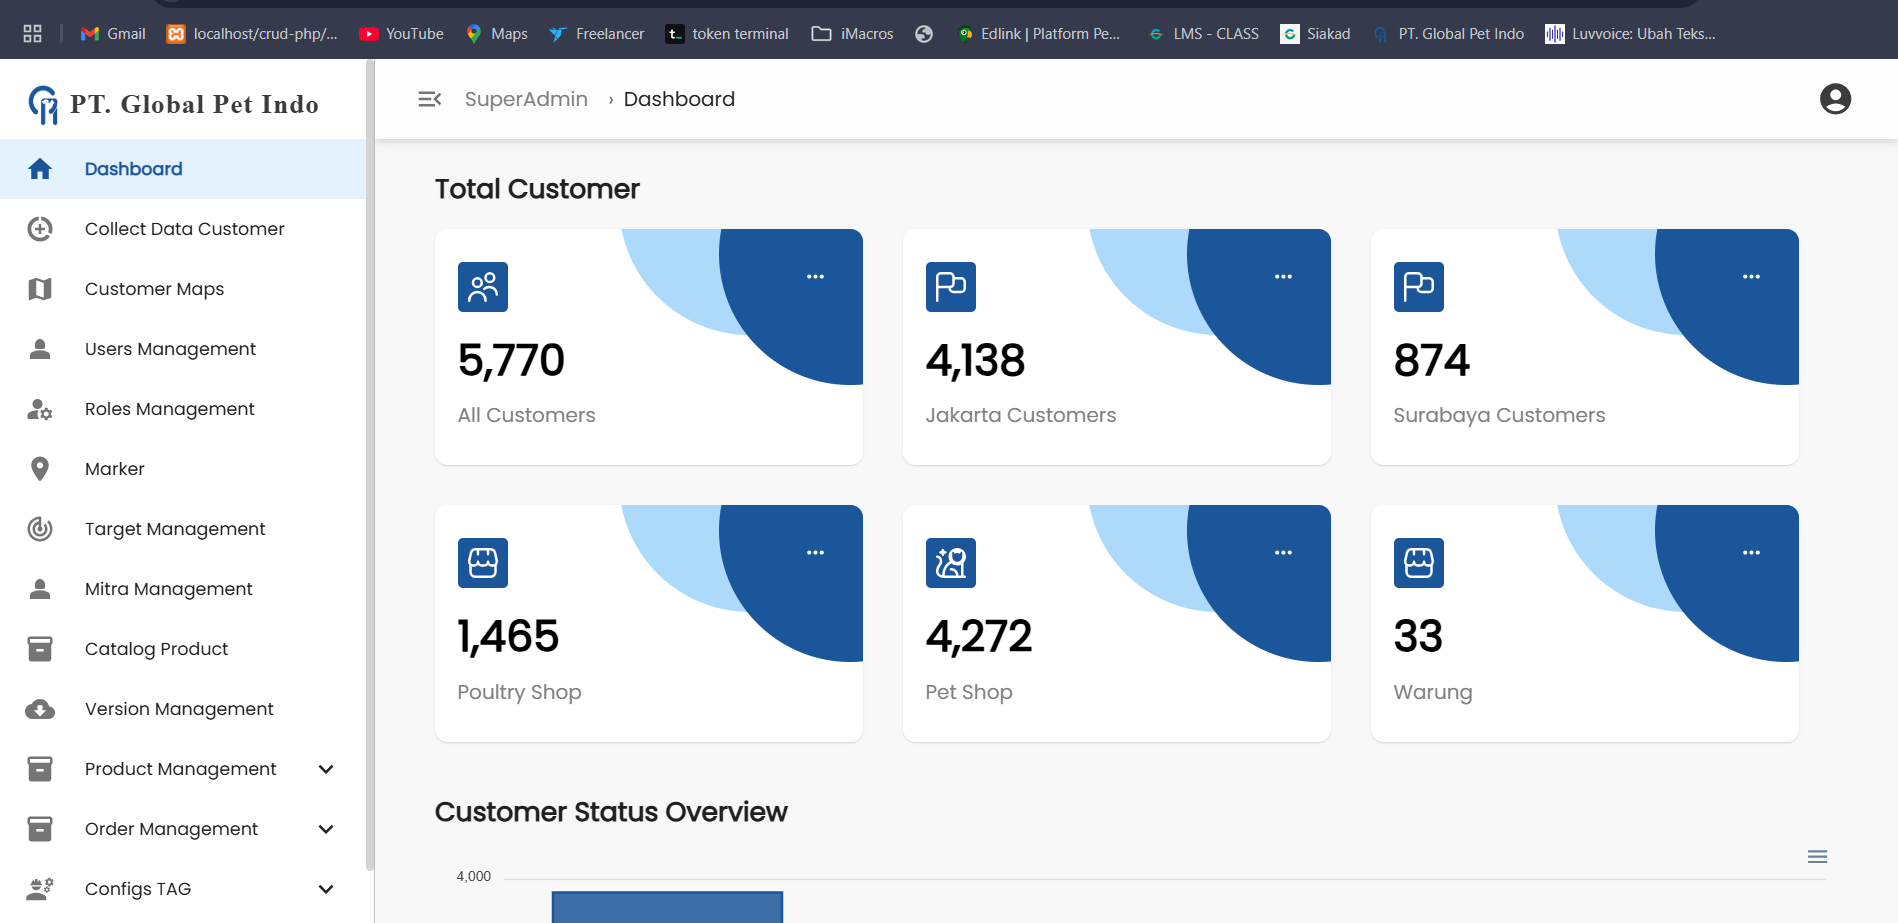 Gmail
localhost/crud-php/...
YouTube
Maps
Freelancer
t_ token terminal
iMacros
Edlink | Platform Pe...
LMS - CLASS
Siakad
PT. Global Pet Indo
Luvvoice: Ubah Teks...
PT. Global Pet Indo
Dashboard
Collect Data Customer
Customer Maps
Users Management
Roles Management
Marker
Target Management
Mitra Management
Catalog Product
Version Management
Product Management
Order Management
Configs TAG
SuperAdmin › Dashboard
Total Customer
5,770
All Customers
4,138
Jakarta Customers
874
Surabaya Customers
1,465
Poultry Shop
4,272
Pet Shop
33
Warung
Customer Status Overview
4,000